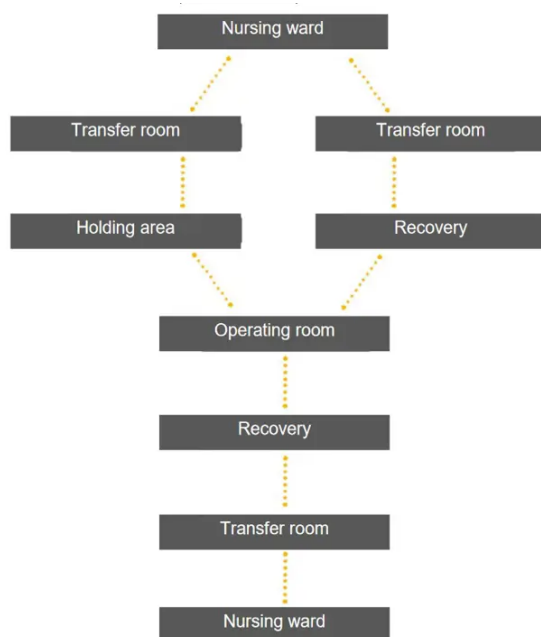 Nursing ward
Transfer room
Transfer room
Holding area
Recovery
Operating room
Recovery
Transfer room
Nursing ward